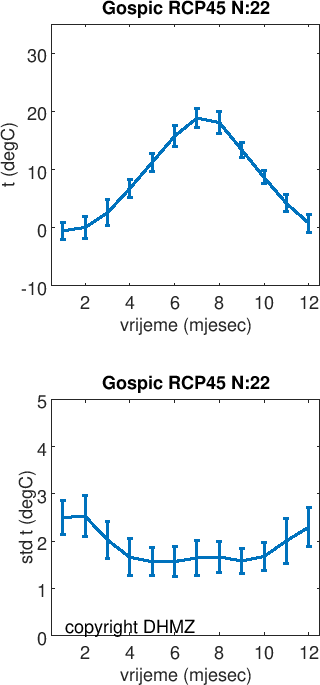 Gospic RCP45 N:22
30
20
10
0
-10
t (degC)
2 4 6 8 10 12
vrijeme (mjesec)
Gospic RCP45 N:22
5
4
3
2
1
0
std t (degC)
copyright DHMZ
2 4 6 8 10 12
vrijeme (mjesec)